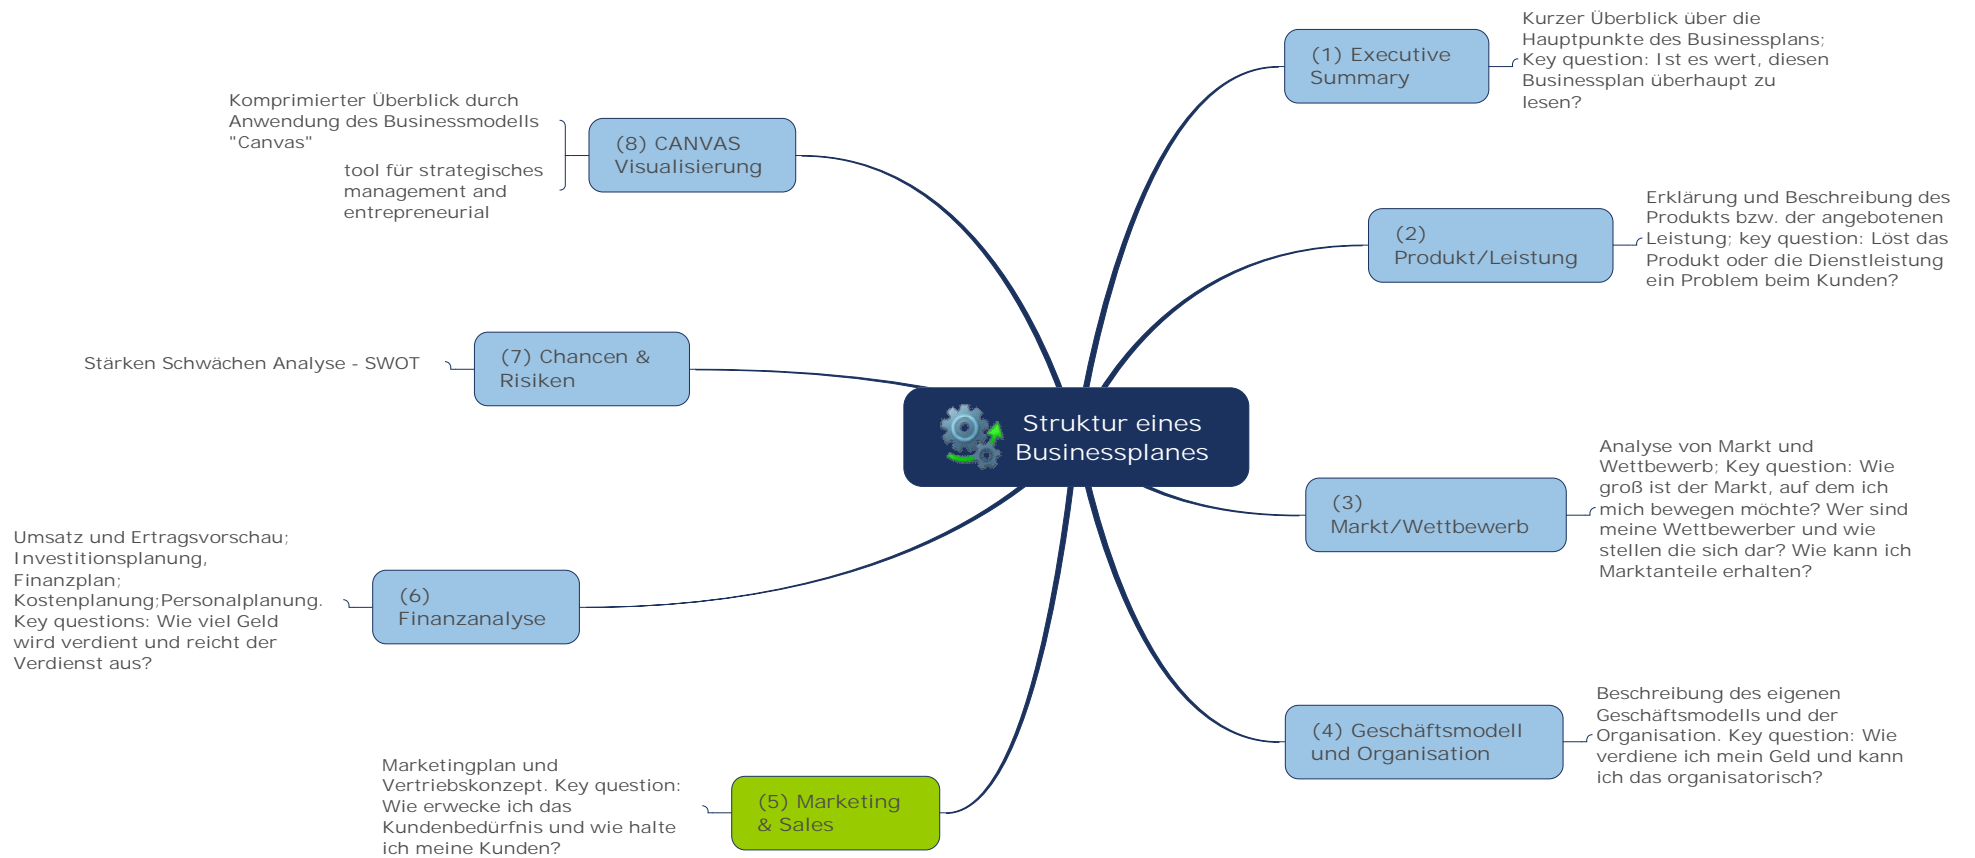 Struktur eines
Businessplanes
(1) Executive
Summary
Kurzer Überblick über die
Hauptpunkte des Businessplans;
Key question: Ist es wert, diesen
Businessplan überhaupt zu
lesen?
(2)
Produkt/Leistung
Erklärung und Beschreibung des
Produkts bzw. der angebotenen
Leistung; key question: Löst das
Produkt oder die Dienstleistung
ein Problem beim Kunden?
(3)
Markt/Wettbewerb
Analyse von Markt und
Wettbewerb; Key question: Wie
groß ist der Markt, auf dem ich
mich bewegen möchte? Wer sind
meine Wettbewerber und wie
stellen die sich dar? Wie kann ich
Marktanteile erhalten?
(4) Geschäftsmodell
und Organisation
Beschreibung des eigenen
Geschäftsmodells und der
Organisation. Key question: Wie
verdiene ich mein Geld und kann
ich das organisatorisch?
(5) Marketing
& Sales
Marketingplan und
Vertriebskonzept. Key question:
Wie erwecke ich das
Kundenbedürfnis und wie halte
ich meine Kunden?
(6)
Finanzanalyse
Umsatz und Ertragsvorschau;
Investitionsplanung,
Finanzplan;
Kostenplanung;Personalplanung.
Key questions: Wie viel Geld
wird verdient und reicht der
Verdienst aus?
(7) Chancen &
Risiken
Stärken Schwächen Analyse - SWOT
(8) CANVAS
Visualisierung
Komprimierter Überblick durch
Anwendung des Businessmodells
"Canvas"
tool für strategisches
management and
entrepreneurial